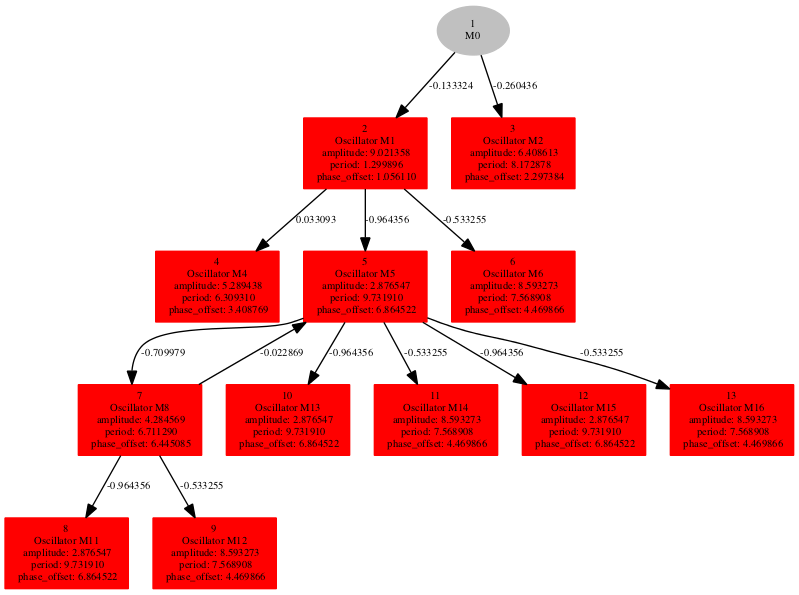 1
M0
-0.133324
-0.260436
2
Oscillator M1
amplitude: 9.021358
period: 1.299896
phase_offset: 1.056110
3
Oscillator M2
amplitude: 6.408613
period: 8.172878
phase_offset: 2.297384
0.033093
-0.964356
-0.533255
4
Oscillator M4
amplitude: 5.289438
period: 6.309310
phase_offset: 3.408769
5
Oscillator M5
amplitude: 2.876547
period: 9.731910
phase_offset: 6.864522
6
Oscillator M6
amplitude: 8.593273
period: 7.568908
phase_offset: 4.469866
-0.709979
-0.022869
-0.964356
-0.533255
-0.964356
-0.533255
7
Oscillator M8
amplitude: 4.284569
period: 6.711290
phase_offset: 6.445085
10
Oscillator M13
amplitude: 2.876547
period: 9.731910
phase_offset: 6.864522
11
Oscillator M14
amplitude: 8.593273
period: 7.568908
phase_offset: 4.469866
12
Oscillator M15
amplitude: 2.876547
period: 9.731910
phase_offset: 6.864522
13
Oscillator M16
amplitude: 8.593273
period: 7.568908
phase_offset: 4.469866
-0.964356
-0.533255
8
Oscillator M11
amplitude: 2.876547
period: 9.731910
phase_offset: 6.864522
9
Oscillator M12
amplitude: 8.593273
period: 7.568908
phase_offset: 4.469866